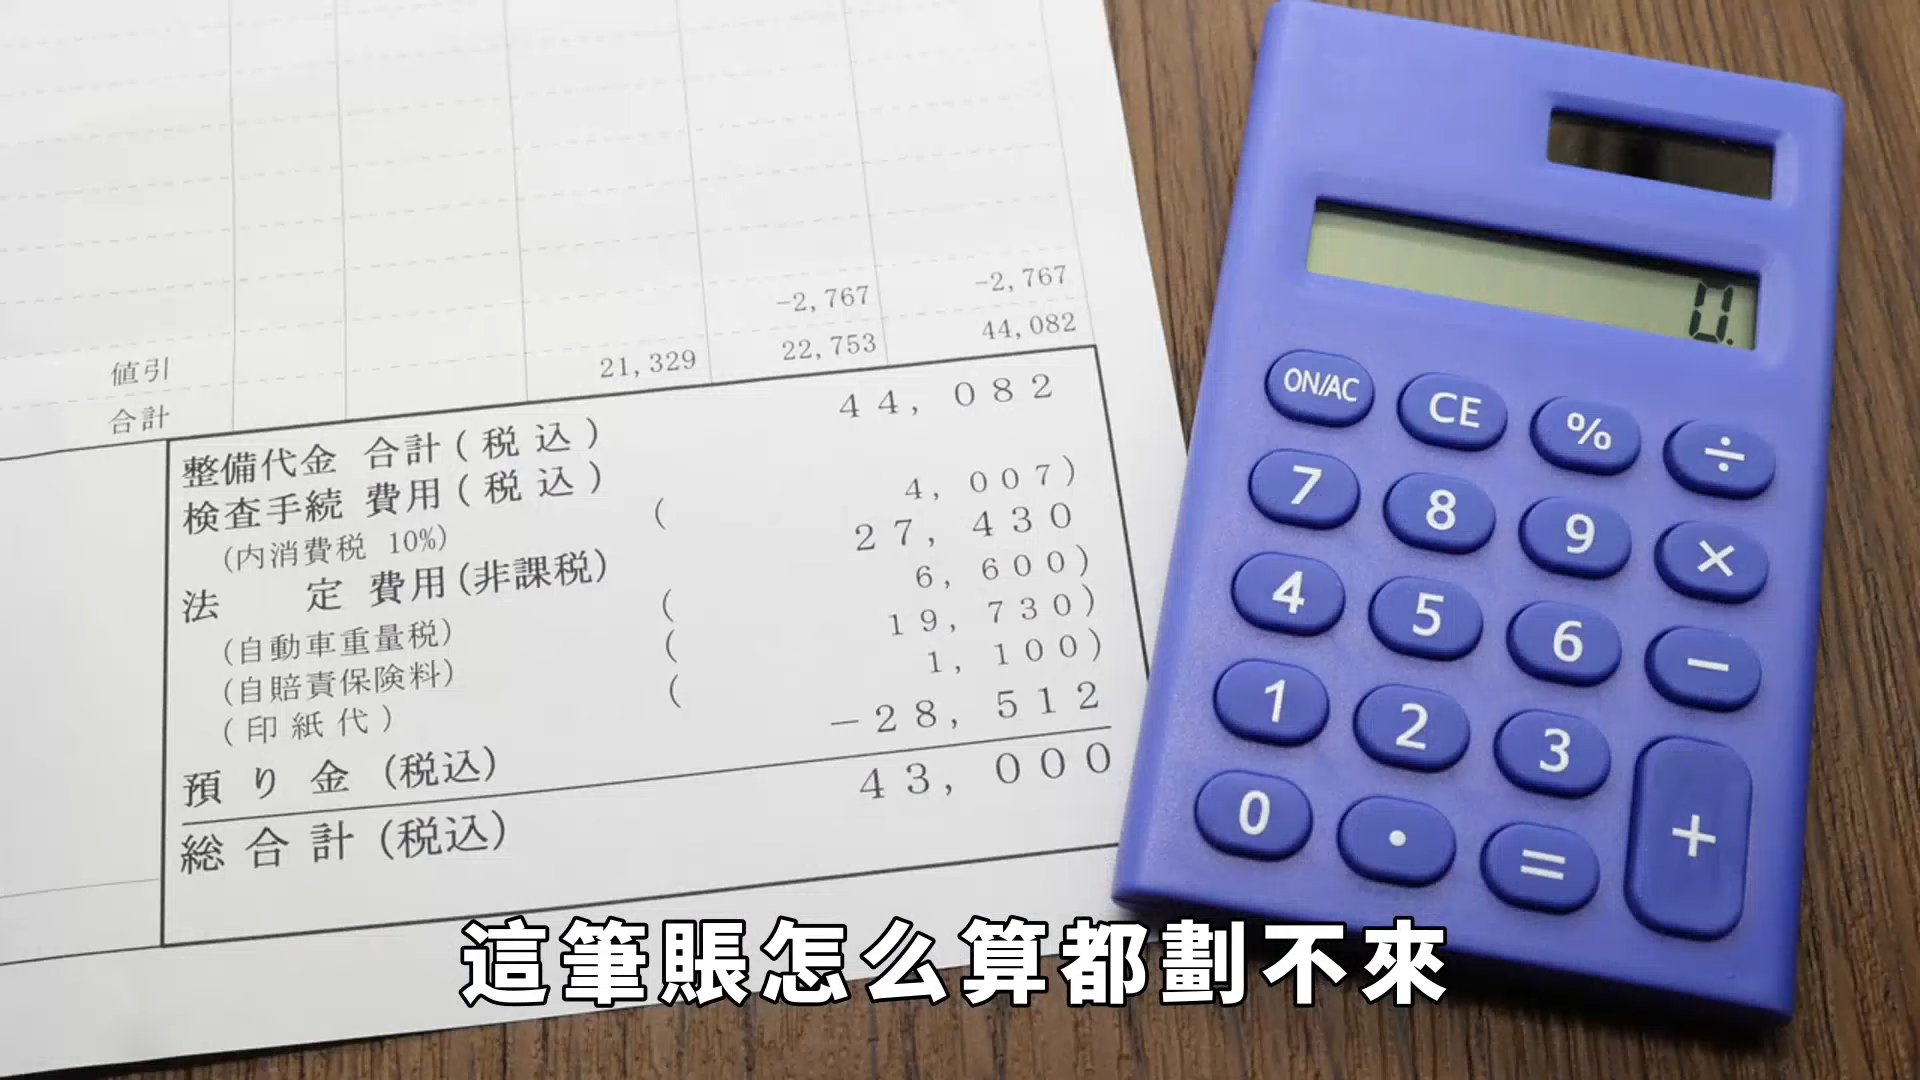 -2,767 -2,767
値引 21,329 22,753 44,082
合計
整備代金 合計(税込) 44,082
検査手続 費用(税込)
(内消費税 10%) ( 4,007)
法 定 費用(非課税) 27,430
(自動車重量税) ( 6,600)
(自賠責保険料) ( 19,730)
(印紙代) ( 1,100)
預り金 (税込) -28,512
総合計 (税込) 43,000
0.
ON/AC CE % ÷
7 8 9 ×
4 5 6 −
1 2 3
0 • = +
這筆賬怎么算都劃不來